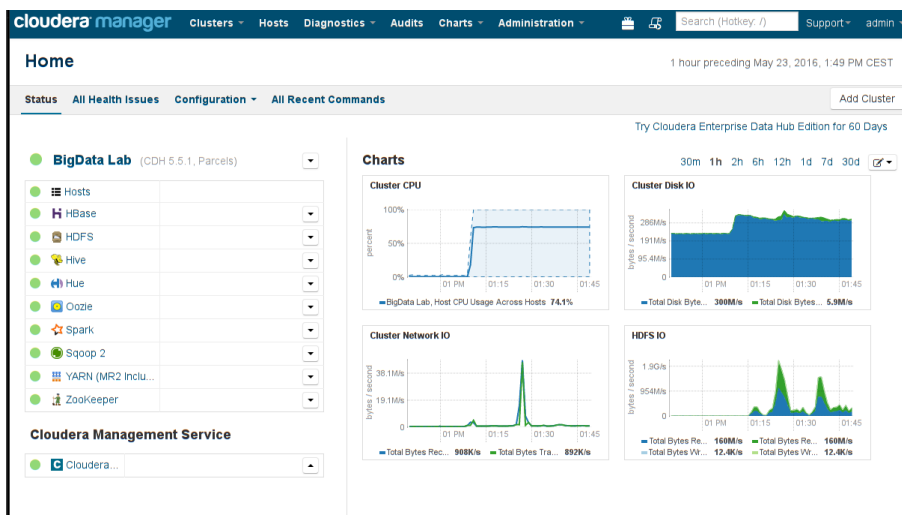 cloudera manager Clusters Hosts Diagnostics Audits Charts Administration Search (Hotkey: /) Support admin
Home
1 hour preceding May 23, 2016, 1:49 PM CEST
Status All Health Issues Configuration All Recent Commands Add Cluster
Try Cloudera Enterprise Data Hub Edition for 60 Days
BigData Lab (CDH 5.5.1, Parcels)
Hosts
HBase
HDFS
Hive
Hue
Oozie
Spark
Sqoop 2
YARN (MR2 Inclu...
ZooKeeper
Cloudera Management Service
C Cloudera...
Charts
30m 1h 2h 6h 12h 1d 7d 30d
Cluster CPU
percent
100%
50%
0%
01 PM 01:15 01:30 01:45
BigData Lab, Host CPU Usage Across Hosts 74.1%
Cluster Disk IO
bytes / second
286M/s
191M/s
95.4M/s
0
01 PM 01:15 01:30 01:45
Total Disk Byte... 300M/s Total Disk Bytes... 5.9M/s
Cluster Network IO
bytes / second
38.1M/s
19.1M/s
0
01 PM 01:15 01:30 01:45
Total Bytes Rec... 908K/s Total Bytes Tra... 892K/s
HDFS IO
bytes / second
1.9G/s
954M/s
0
01 PM 01:15 01:30 01:45
Total Bytes Re... 160M/s Total Bytes Re... 160M/s
Total Bytes Wr... 12.4K/s Total Bytes Wr... 12.4K/s